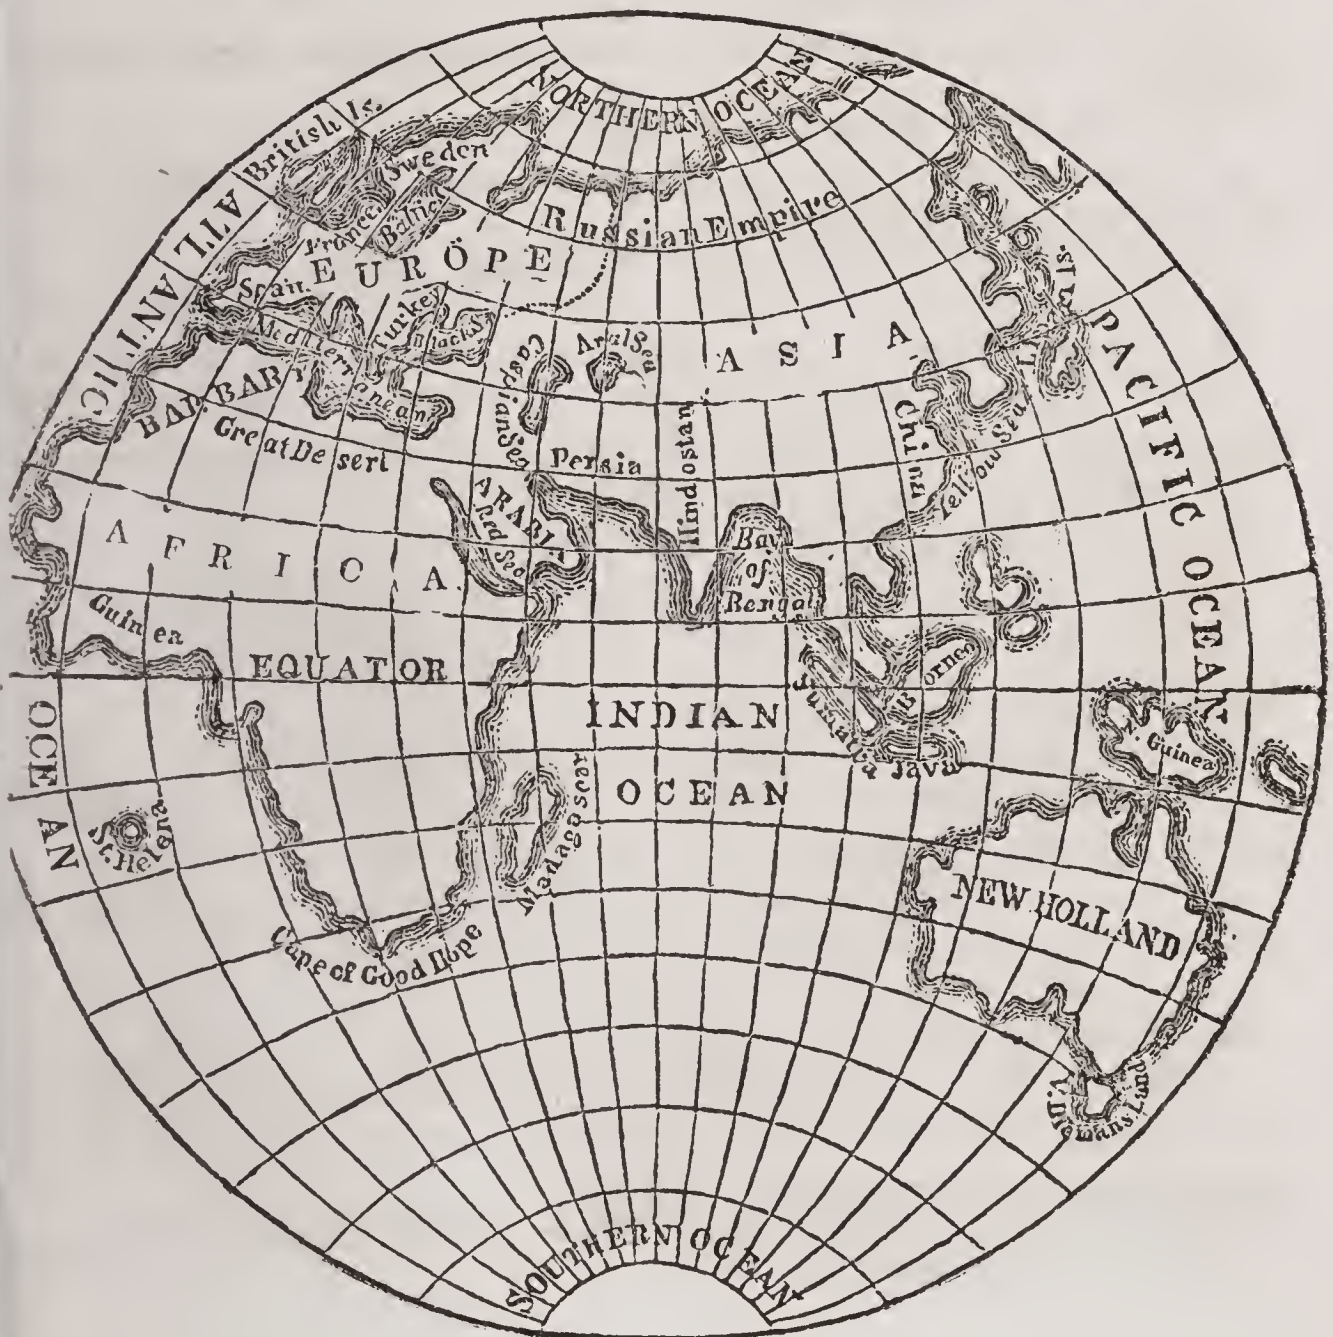 NORTHERN OCEAN
British Is.
Sweden
ATLANTIC
France
Baltic
Russian Empire
EUROPE
Spain
Turkey
Black S.
Mediterranean
Caspian Sea
Aral Sea
ASIA
PACIFIC OCEAN
BARBARY
Great Desert
Persia
Hindostan
China
Yellow Sea
ARABIA
Red Sea
AFRICA
Bay
of
Bengal
Guinea
EQUATOR
Borneo
INDIAN
OCEAN
Sumatra
Java
N. Guinea
OCEAN
St. Helena
Madagascar
NEW HOLLAND
Cape of Good Hope
V. Diemans Land
SOUTHERN OCEAN